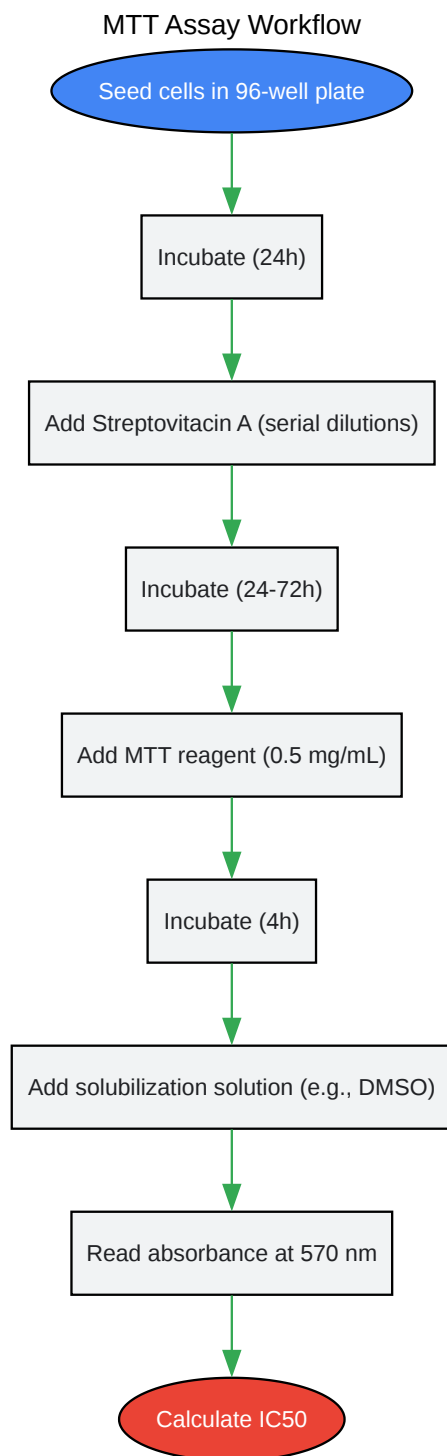 MTT Assay Workflow
Seed cells in 96-well plate
Incubate (24h)
Add Streptovitacin A (serial dilutions)
Incubate (24-72h)
Add MTT reagent (0.5 mg/mL)
Incubate (4h)
Add solubilization solution (e.g., DMSO)
Read absorbance at 570 nm
Calculate IC50